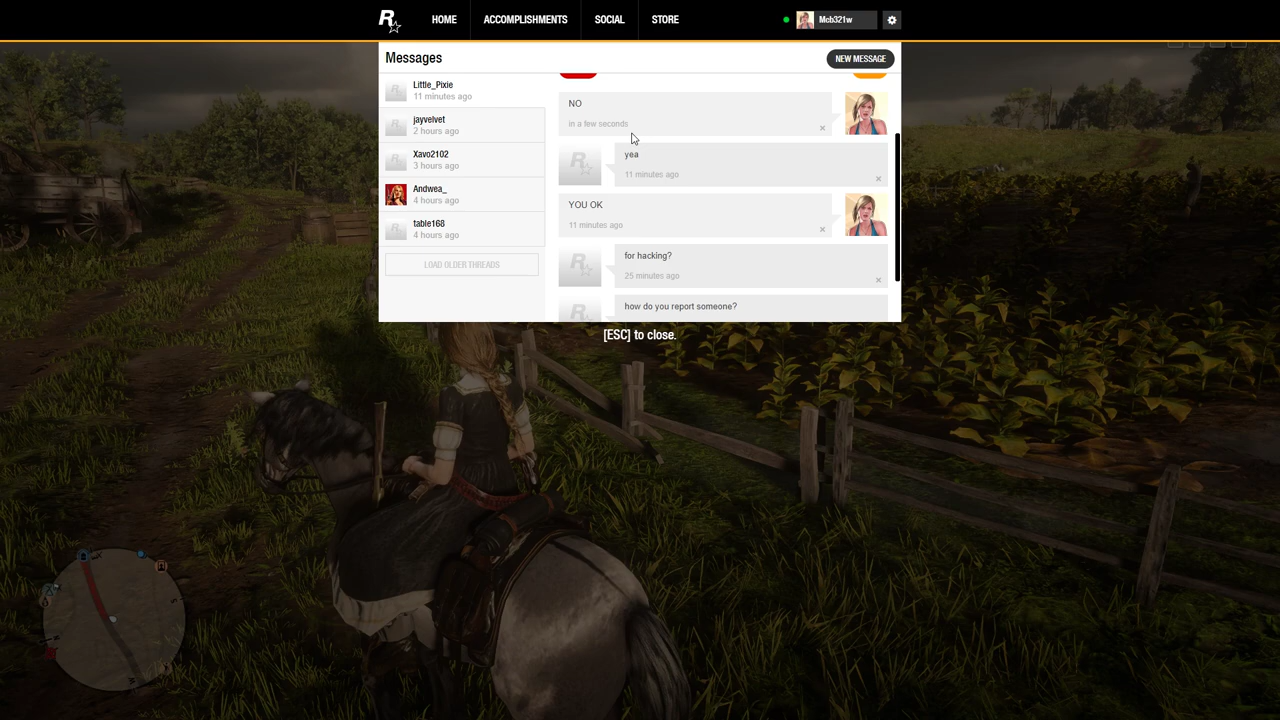 HOME
ACCOMPLISHMENTS
SOCIAL
STORE
Mcb321w
Messages
NEW MESSAGE
Little_Pixie
11 minutes ago
jayvelvet
2 hours ago
Xavo2102
3 hours ago
Andwea_
4 hours ago
table168
4 hours ago
LOAD OLDER THREADS
NO
in a few seconds
yea
11 minutes ago
YOU OK
11 minutes ago
for hacking?
25 minutes ago
how do you report someone?
[ESC] to close.